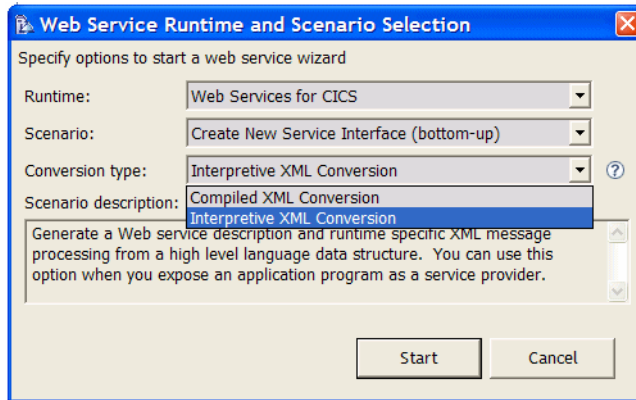 Web Service Runtime and Scenario Selection
Specify options to start a web service wizard
Runtime: Web Services for CICS
Scenario: Create New Service Interface (bottom-up)
Conversion type: Interpretive XML Conversion ?
Scenario description: Compiled XML Conversion
Interpretive XML Conversion
Generate a Web service description and runtime specific XML message
processing from a high level language data structure. You can use this
option when you expose an application program as a service provider.
Start Cancel